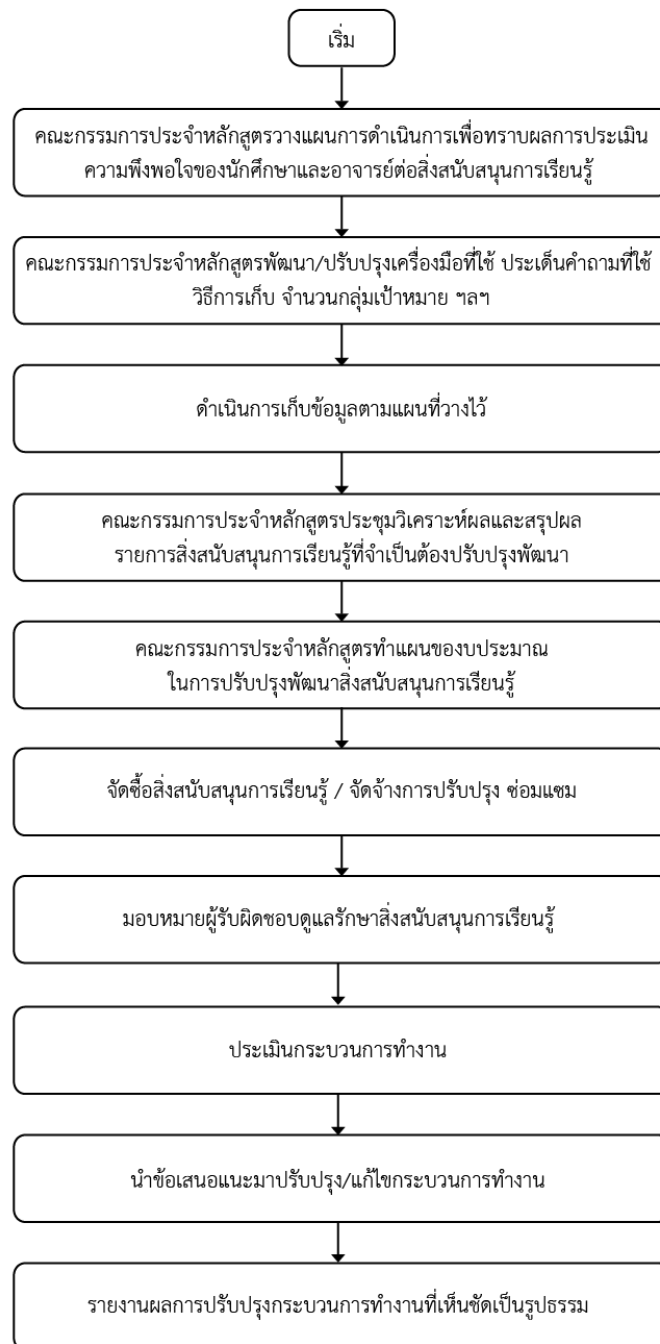 เริ่ม
คณะกรรมการประจำหลักสูตรวางแผนการดำเนินการเพื่อทราบผลการประเมิน
ความพึงพอใจของนักศึกษาและอาจารย์ต่อสิ่งสนับสนุนการเรียนรู้
คณะกรรมการประจำหลักสูตรพัฒนา/ปรับปรุงเครื่องมือที่ใช้ ประเด็นคำถามที่ใช้
วิธีการเก็บ จำนวนกลุ่มเป้าหมาย ฯลฯ
ดำเนินการเก็บข้อมูลตามแผนที่วางไว้
คณะกรรมการประจำหลักสูตรประชุมวิเคราะห์ผลและสรุปผล
รายการสิ่งสนับสนุนการเรียนรู้ที่จำเป็นต้องปรับปรุงพัฒนา
คณะกรรมการประจำหลักสูตรทำแผนของบประมาณ
ในการปรับปรุงพัฒนาสิ่งสนับสนุนการเรียนรู้
จัดซื้อสิ่งสนับสนุนการเรียนรู้ / จัดจ้างการปรับปรุง ซ่อมแซม
มอบหมายผู้รับผิดชอบดูแลรักษาสิ่งสนับสนุนการเรียนรู้
ประเมินกระบวนการทำงาน
นำข้อเสนอแนะมาปรับปรุง/แก้ไขกระบวนการทำงาน
รายงานผลการปรับปรุงกระบวนการทำงานที่เห็นชัดเป็นรูปธรรม